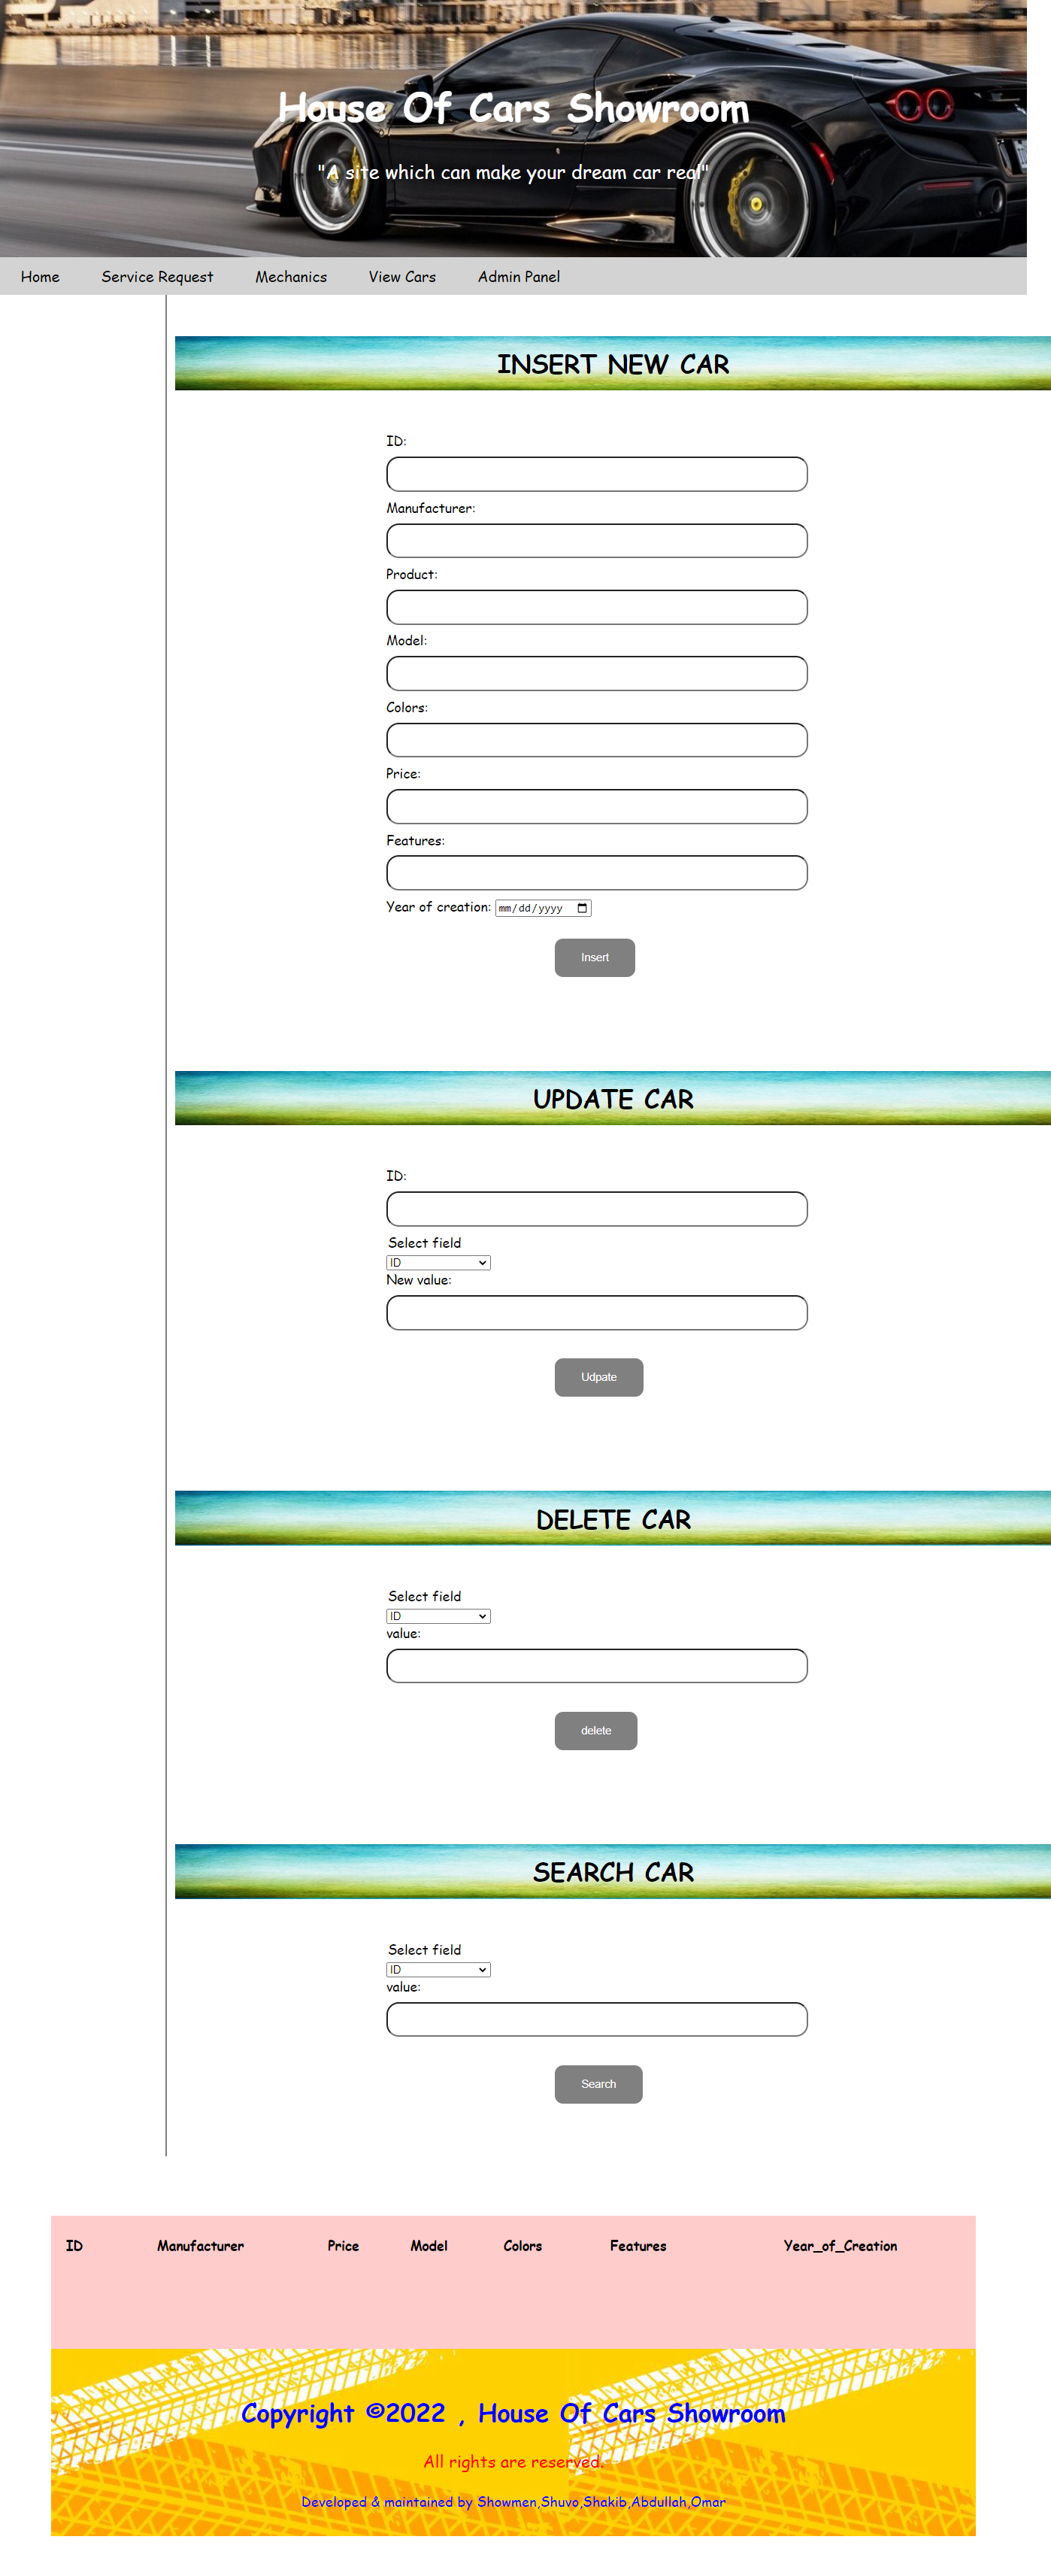 House Of Cars Showroom
"A site which can make your dream car real"
Home Service Request Mechanics View Cars Admin Panel
INSERT NEW CAR
ID:
Manufacturer:
Product:
Model:
Colors:
Price:
Features:
Year of creation: mm/dd/yyyy
Insert
UPDATE CAR
ID:
Select field
ID
New value:
Udpate
DELETE CAR
Select field
ID
value:
delete
SEARCH CAR
Select field
ID
value:
Search
ID Manufacturer Price Model Colors Features Year_of_Creation
Copyright ©2022 , House Of Cars Showroom
All rights are reserved.
Developed & maintained by Showmen,Shuvo,Shakib,Abdullah,Omar